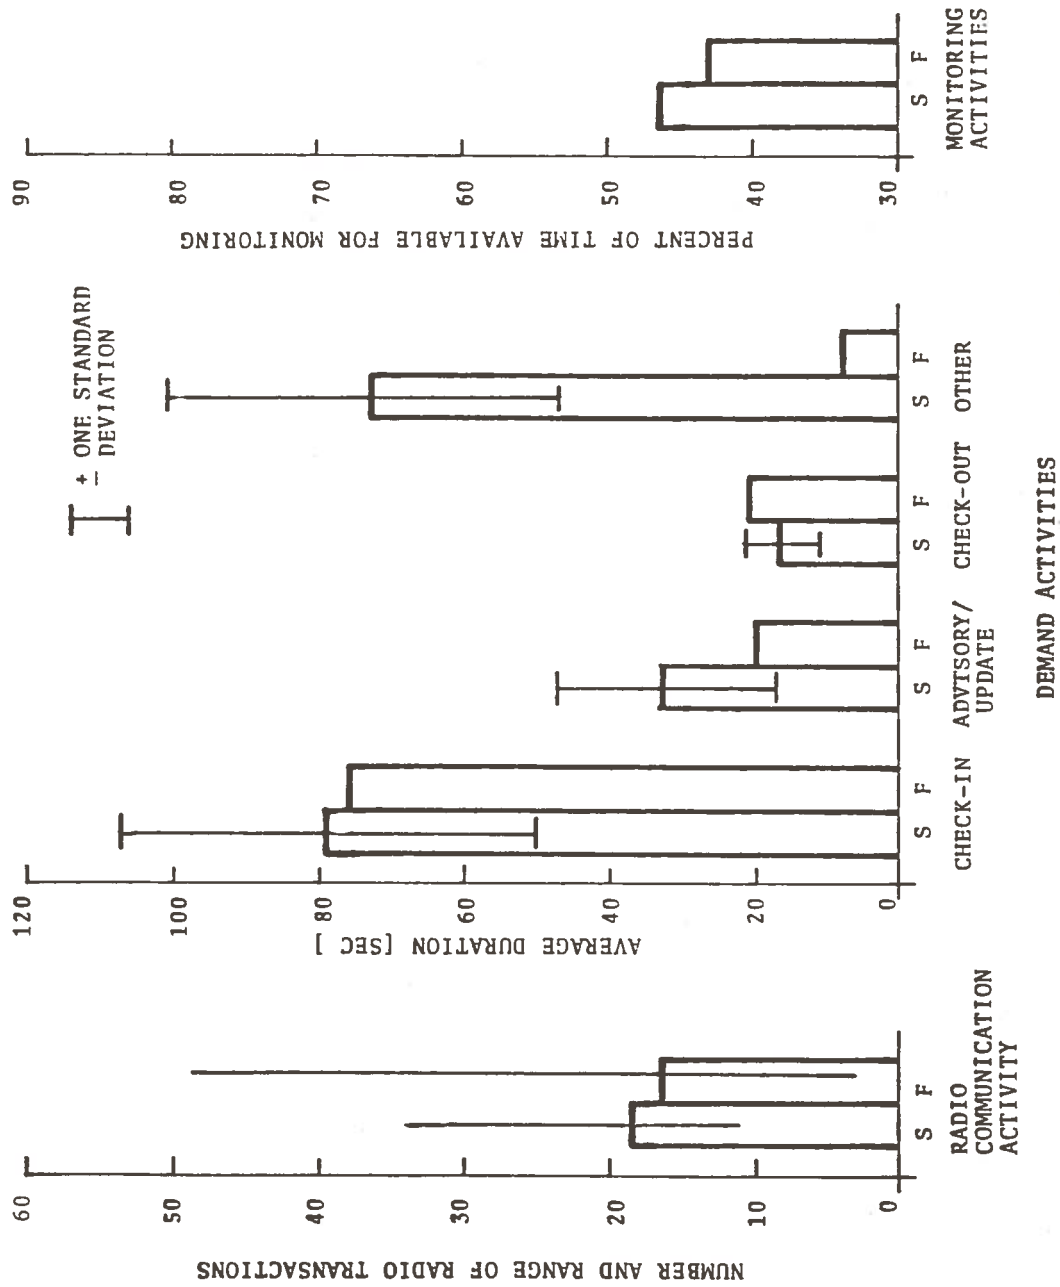 NUMBER AND RANGE OF RADIO TRANSACTIONS
60
50
40
30
20
10
0
S F
RADIO
COMMUNICATION
ACTIVITY
AVERAGE DURATION [SEC ]
120
100
80
60
40
20
0
+ ONE STANDARD
− DEVIATION
S F
S F
S F
S F
CHECK-IN
ADVISORY/
UPDATE
CHECK-OUT
OTHER
DEMAND ACTIVITIES
PERCENT OF TIME AVAILABLE FOR MONITORING
90
80
70
60
50
40
30
S F
MONITORING
ACTIVITIES